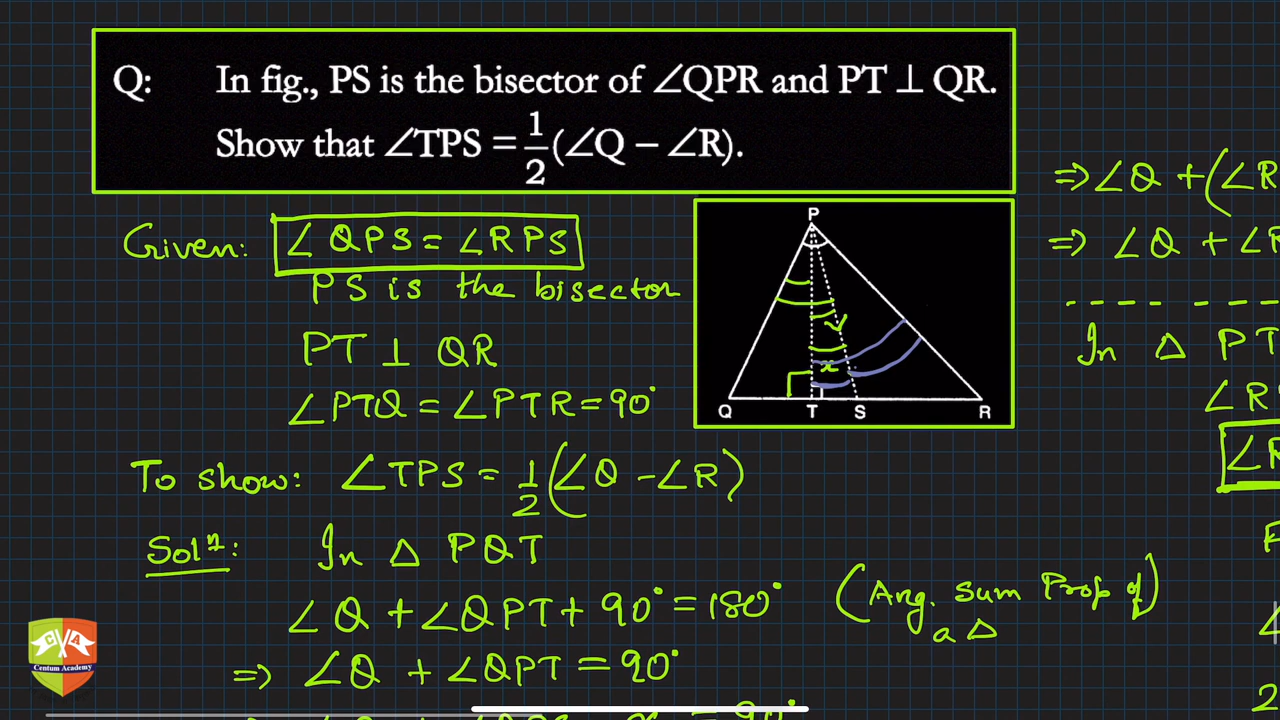 Q: In fig., PS is the bisector of ∠QPR and PT ⊥ QR.
Show that ∠TPS = 1/2 (∠Q − ∠R).
Given: ∠QPS = ∠RPS
PS is the bisector
PT ⊥ QR
∠PTQ = ∠PTR = 90°
To show: ∠TPS = 1/2 (∠Q - ∠R)
Solⁿ: In Δ PQT
∠Q + ∠QPT + 90° = 180° (Ang. sum Prop of a Δ)
⇒ ∠Q + ∠QPT = 90°
P
x
Q T S R
⇒ ∠Q + (∠R
⇒ ∠Q + ∠R
In Δ PT
∠R
∠R
CA
Centum Academy